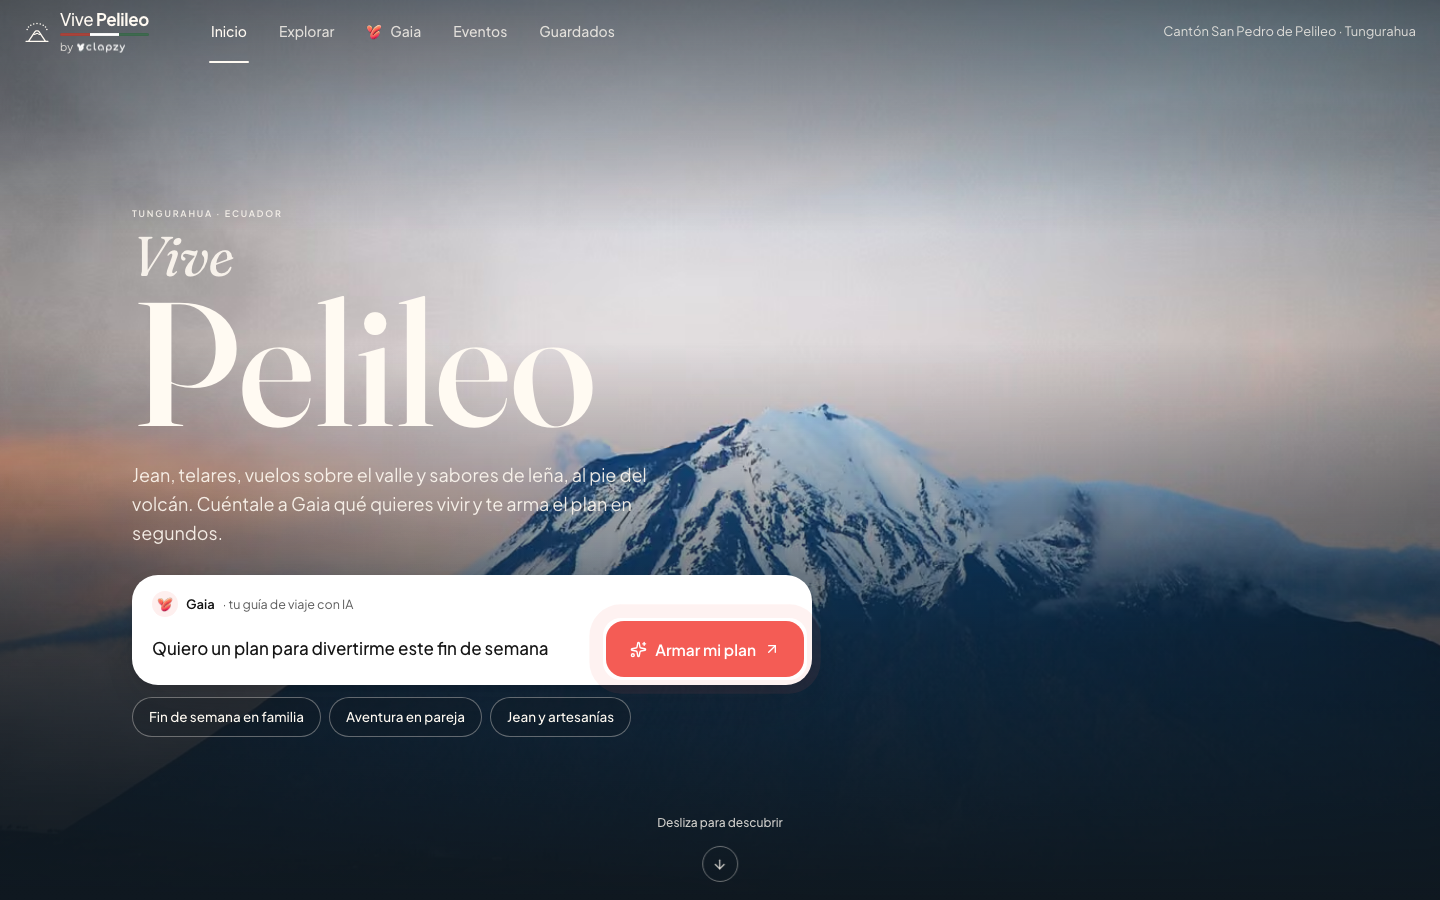 Vive Pelileo
by clapzy
Inicio
Explorar
Gaia
Eventos
Guardados
Cantón San Pedro de Pelileo · Tungurahua
TUNGURAHUA · ECUADOR
Vive
Pelileo
Jean, telares, vuelos sobre el valle y sabores de leña, al pie del
volcán. Cuéntale a Gaia qué quieres vivir y te arma el plan en
segundos.
Gaia · tu guía de viaje con IA
Quiero un plan para divertirme este fin de semana
Armar mi plan
Fin de semana en familia
Aventura en pareja
Jean y artesanías
Desliza para descubrir